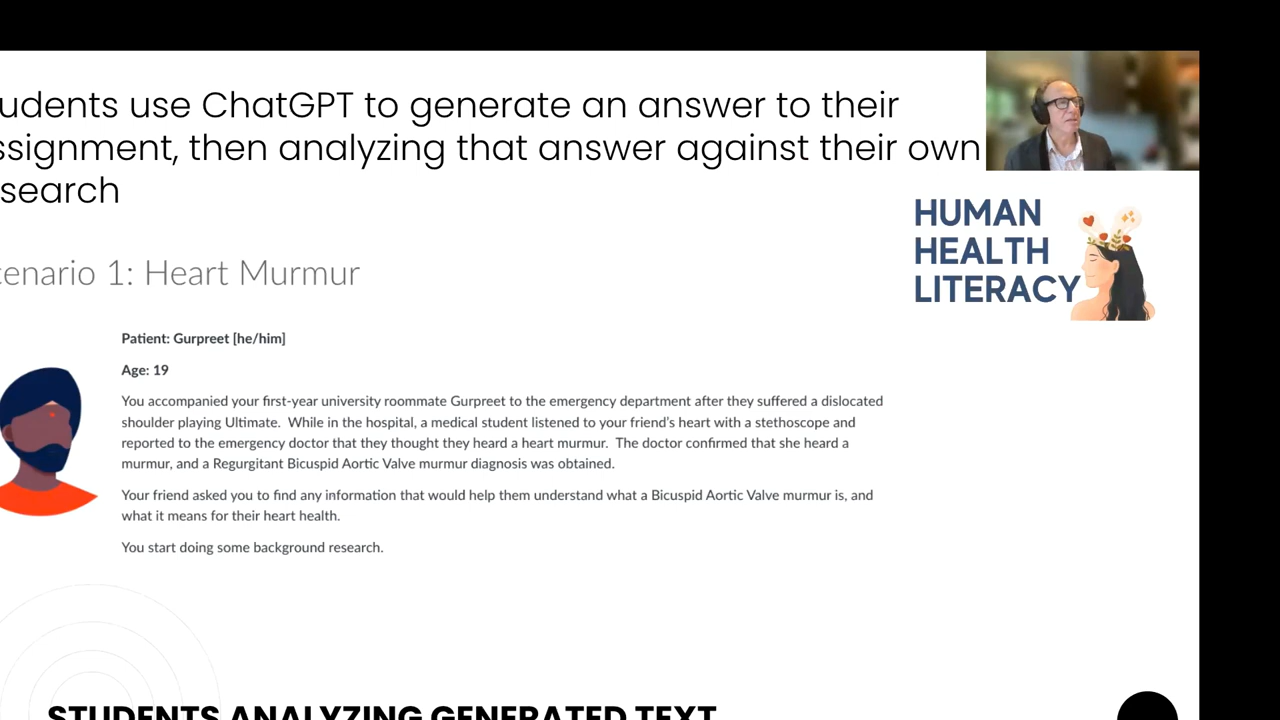 udents use ChatGPT to generate an answer to their
ssignment, then analyzing that answer against their own
search
HUMAN
HEALTH
LITERACY
cenario 1: Heart Murmur
Patient: Gurpreet [he/him]
Age: 19
You accompanied your first-year university roommate Gurpreet to the emergency department after they suffered a dislocated
shoulder playing Ultimate.  While in the hospital, a medical student listened to your friend's heart with a stethoscope and
reported to the emergency doctor that they thought they heard a heart murmur.  The doctor confirmed that she heard a
murmur, and a Regurgitant Bicuspid Aortic Valve murmur diagnosis was obtained.
Your friend asked you to find any information that would help them understand what a Bicuspid Aortic Valve murmur is, and
what it means for their heart health.
You start doing some background research.
STUDENTS ANALYZING GENERATED TEXT